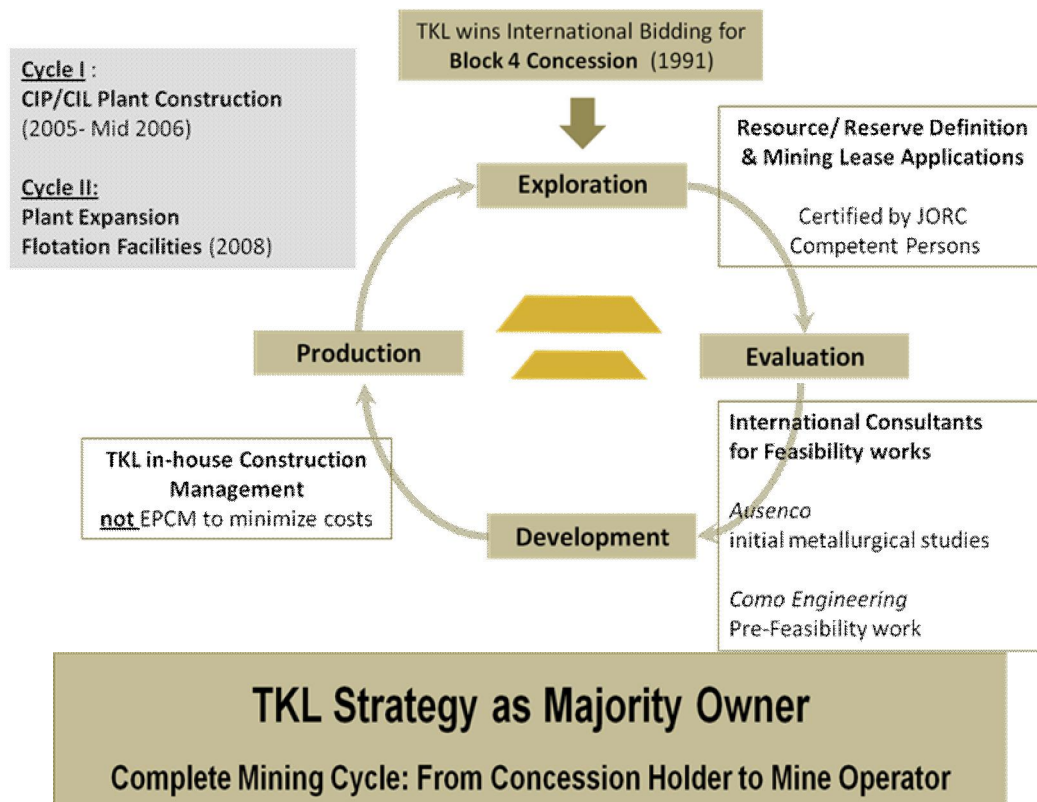 TKL wins International Bidding for
Block 4 Concession (1991)
Cycle I :
CIP/CIL Plant Construction
(2005- Mid 2006)
Cycle II:
Plant Expansion
Flotation Facilities (2008)
Resource/ Reserve Definition
& Mining Lease Applications
Certified by JORC
Competent Persons
Exploration
Production
Evaluation
International Consultants
for Feasibility works
Ausenco
initial metallurgical studies
Como Engineering
Pre-Feasibility work
TKL in-house Construction
Management
not EPCM to minimize costs
Development
TKL Strategy as Majority Owner
Complete Mining Cycle: From Concession Holder to Mine Operator